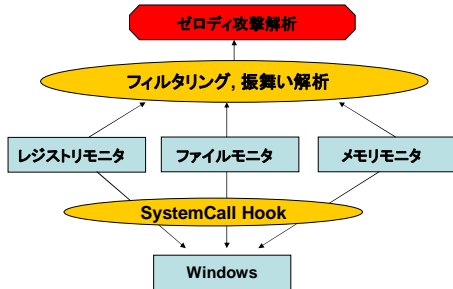 ゼロディ攻撃解析
フィルタリング, 振舞い解析
レジストリモニタ
ファイルモニタ
メモリモニタ
SystemCall Hook
Windows